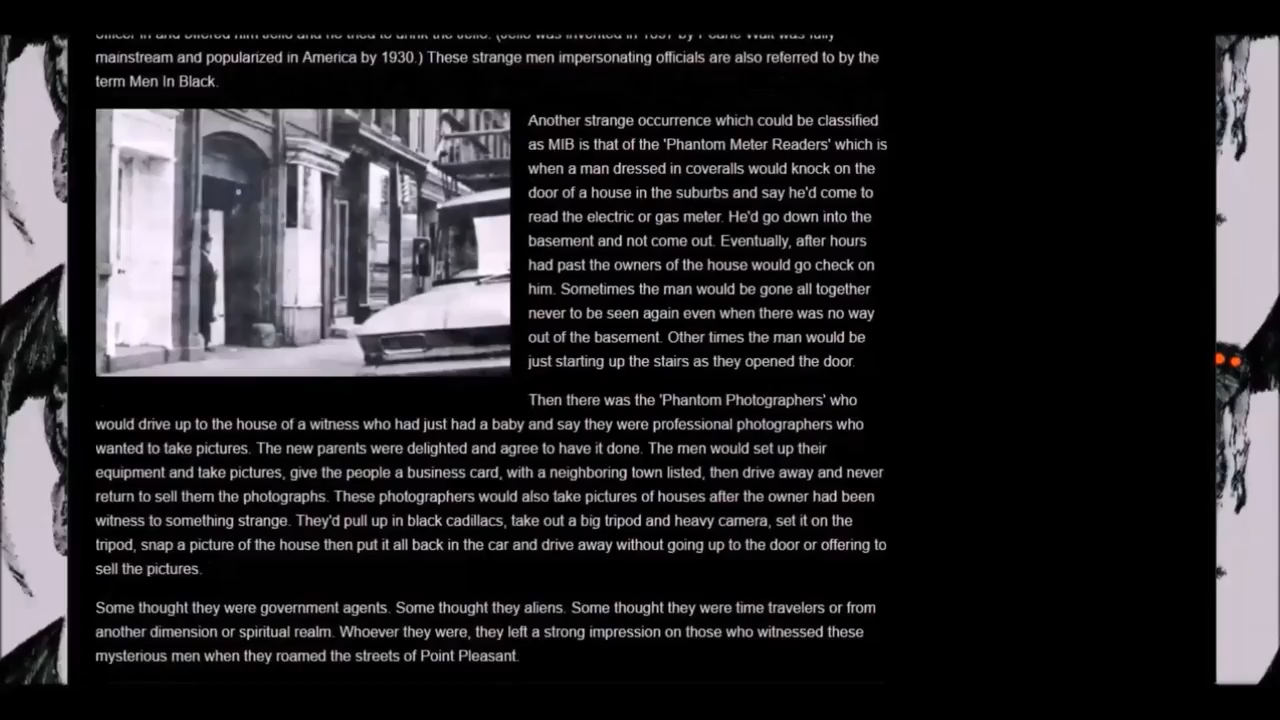 mainstream and popularized in America by 1930.) These strange men impersonating officials are also referred to by the
term Men In Black.
Another strange occurrence which could be classified
as MIB is that of the 'Phantom Meter Readers' which is
when a man dressed in coveralls would knock on the
door of a house in the suburbs and say he'd come to
read the electric or gas meter. He'd go down into the
basement and not come out. Eventually, after hours
had past the owners of the house would go check on
him. Sometimes the man would be gone all together
never to be seen again even when there was no way
out of the basement. Other times the man would be
just starting up the stairs as they opened the door.
Then there was the 'Phantom Photographers' who
would drive up to the house of a witness who had just had a baby and say they were professional photographers who
wanted to take pictures. The new parents were delighted and agree to have it done. The men would set up their
equipment and take pictures, give the people a business card, with a neighboring town listed, then drive away and never
return to sell them the photographs. These photographers would also take pictures of houses after the owner had been
witness to something strange. They'd pull up in black cadillacs, take out a big tripod and heavy camera, set it on the
tripod, snap a picture of the house then put it all back in the car and drive away without going up to the door or offering to
sell the pictures.
Some thought they were government agents. Some thought they aliens. Some thought they were time travelers or from
another dimension or spiritual realm. Whoever they were, they left a strong impression on those who witnessed these
mysterious men when they roamed the streets of Point Pleasant.